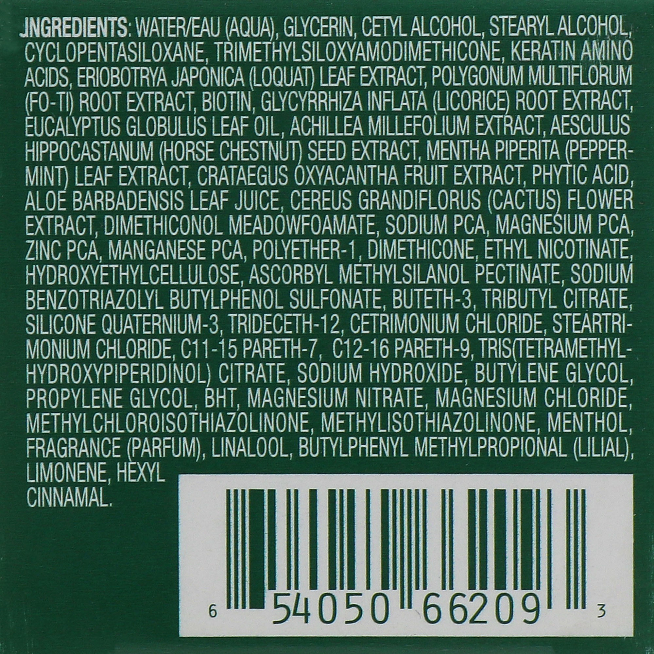 INGREDIENTS: WATER/EAU (AQUA), GLYCERIN, CETYL ALCOHOL, STEARYL ALCOHOL,
CYCLOPENTASILOXANE, TRIMETHYLSILOXYAMODIMETHICONE, KERATIN AMINO
ACIDS, ERIOBOTRYA JAPONICA (LOQUAT) LEAF EXTRACT, POLYGONUM MULTIFLORUM
(FO-TI) ROOT EXTRACT, BIOTIN, GLYCYRRHIZA INFLATA (LICORICE) ROOT EXTRACT,
EUCALYPTUS GLOBULUS LEAF OIL, ACHILLEA MILLEFOLIUM EXTRACT, AESCULUS
HIPPOCASTANUM (HORSE CHESTNUT) SEED EXTRACT, MENTHA PIPERITA (PEPPER-
MINT) LEAF EXTRACT, CRATAEGUS OXYACANTHA FRUIT EXTRACT, PHYTIC ACID,
ALOE BARBADENSIS LEAF JUICE, CEREUS GRANDIFLORUS (CACTUS) FLOWER
EXTRACT, DIMETHICONOL MEADOWFOAMATE, SODIUM PCA, MAGNESIUM PCA,
ZINC PCA, MANGANESE PCA, POLYETHER-1, DIMETHICONE, ETHYL NICOTINATE,
HYDROXYETHYLCELLULOSE, ASCORBYL METHYLSILANOL PECTINATE, SODIUM
BENZOTRIAZOLYL BUTYLPHENOL SULFONATE, BUTETH-3, TRIBUTYL CITRATE,
SILICONE QUATERNIUM-3, TRIDECETH-12, CETRIMONIUM CHLORIDE, STEARTRI-
MONIUM CHLORIDE, C11-15 PARETH-7, C12-16 PARETH-9, TRIS(TETRAMETHYL-
HYDROXYPIPERIDINOL) CITRATE, SODIUM HYDROXIDE, BUTYLENE GLYCOL,
PROPYLENE GLYCOL, BHT, MAGNESIUM NITRATE, MAGNESIUM CHLORIDE,
METHYLCHLOROISOTHIAZOLINONE, METHYLISOTHIAZOLINONE, MENTHOL,
FRAGRANCE (PARFUM), LINALOOL, BUTYLPHENYL METHYLPROPIONAL (LILIAL),
LIMONENE, HEXYL
CINNAMAL.
6 54050 66209 3